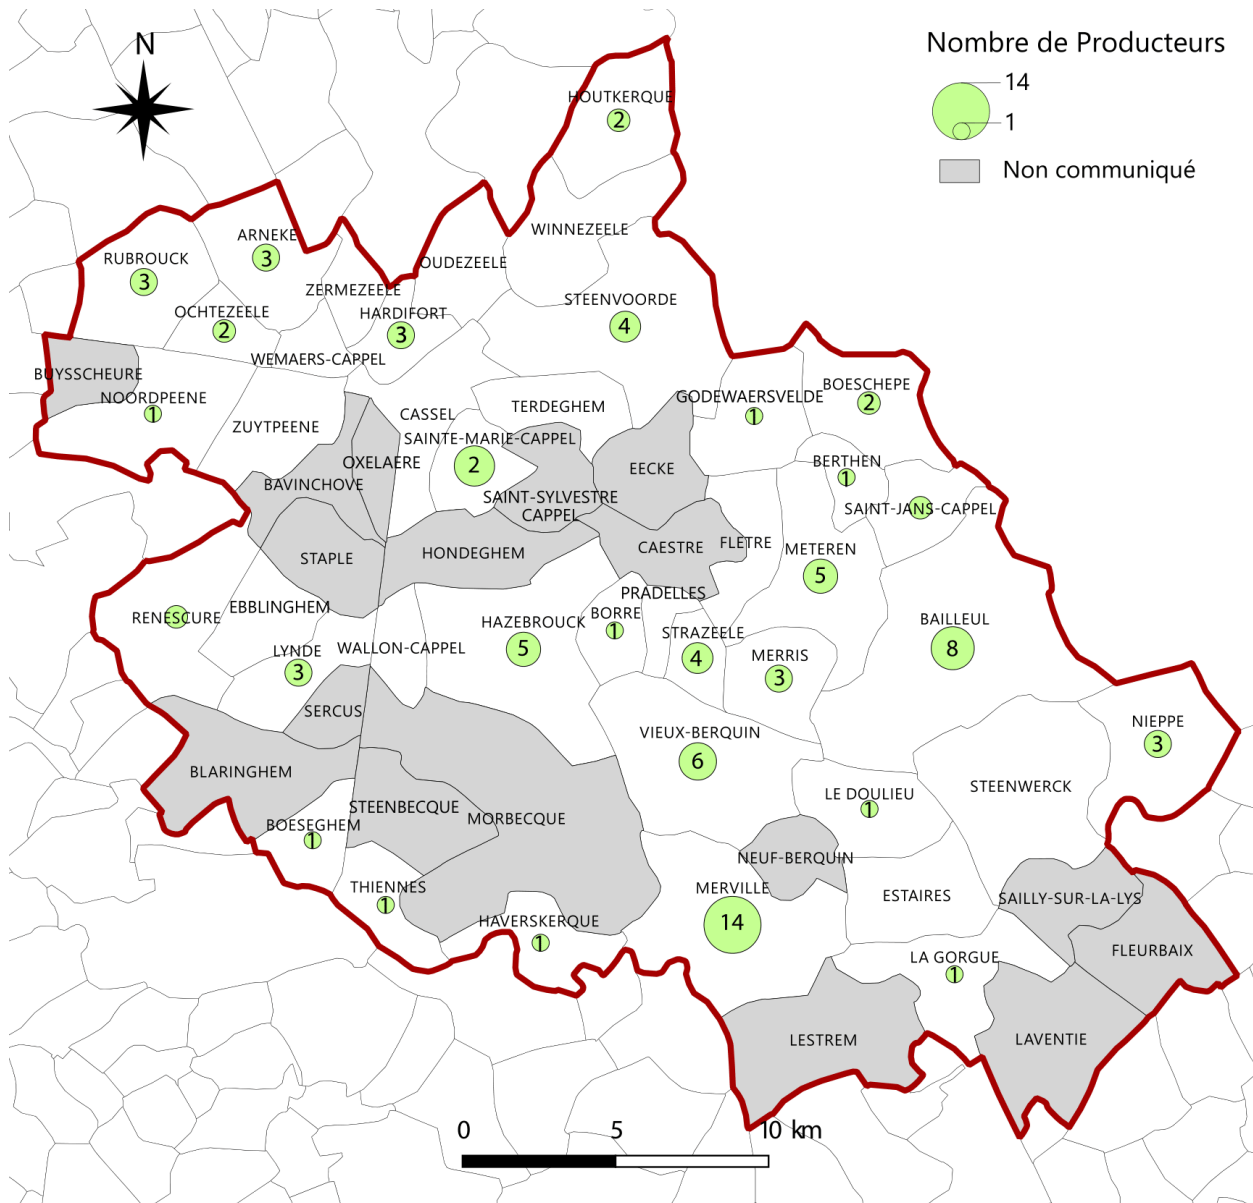 N
Nombre de Producteurs
14
1
Non communiqué
HOUTKERQUE
2
WINNEZEELE
ARNEKE
3
RUBROUCK
3
OUDEZEELE
ZERMEZEELE
STEENVOORDE
4
OCHTEZEELE
2
HARDIFORT
3
WEMAERS-CAPPEL
BUYSSCHEURE
NOORDPEENE
1
BOESCHEPE
2
GODEWAERSVELDE
1
TERDEGHEM
CASSEL
ZUYTPEENE
SAINTE-MARIE-CAPPEL
2
OXELAERE
BERTHEN
1
EECKE
BAVINCHOVE
SAINT-SYLVESTRE
CAPPEL
SAINT-JANS-CAPPEL
FLETRE
CAESTRE
METEREN
5
HONDEGHEM
STAPLE
PRADELLES
EBBLINGHEM
RENESCURE
BORRE
1
HAZEBROUCK
5
BAILLEUL
8
STRAZEELE
4
WALLON-CAPPEL
LYNDE
3
MERRIS
3
SERCUS
NIEPPE
3
VIEUX-BERQUIN
6
BLARINGHEM
STEENWERCK
LE DOULIEU
1
STEENBECQUE
MORBECQUE
BOESEGHEM
1
NEUF-BERQUIN
THIENNES
1
MERVILLE
14
ESTAIRES
SAILLY-SUR-LA-LYS
HAVERSKERQUE
1
FLEURBAIX
LA GORGUE
1
LESTREM
LAVENTIE
0 5 10 km